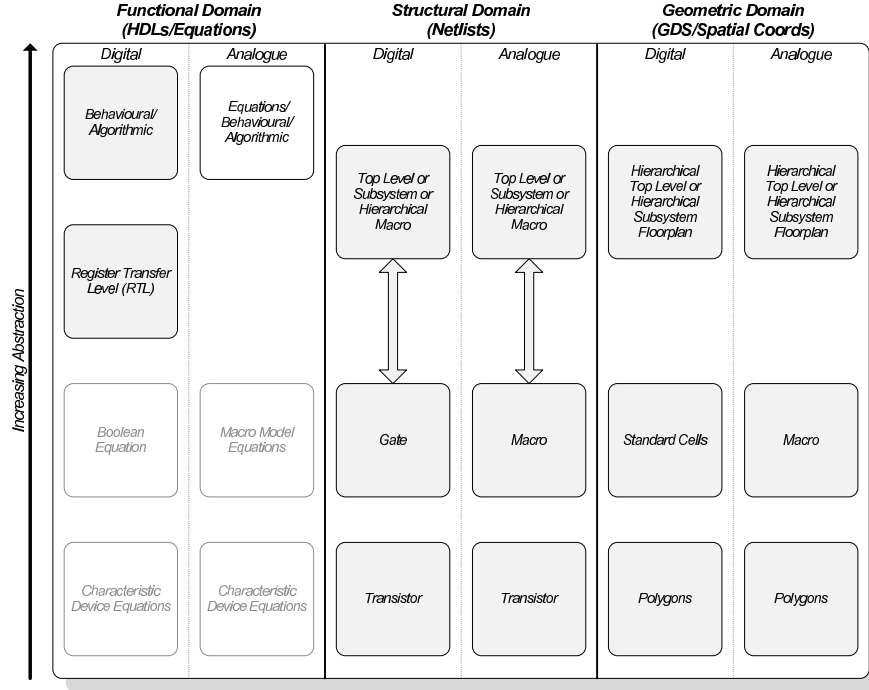 Functional Domain
(HDLs/Equations)
Structural Domain
(Netlists)
Geometric Domain
(GDS/Spatial Coords)
Digital
Analogue
Digital
Analogue
Digital
Analogue
Behavioural/
Algorithmic
Equations/
Behavioural/
Algorithmic
Top Level or
Subsystem or
Hierarchical
Macro
Top Level or
Subsystem or
Hierarchical
Macro
Hierarchical
Top Level or
Hierarchical
Subsystem
Floorplan
Hierarchical
Top Level or
Hierarchical
Subsystem
Floorplan
Register Transfer
Level (RTL)
Increasing Abstraction
Boolean
Equation
Macro Model
Equations
Gate
Macro
Standard Cells
Macro
Characteristic
Device Equations
Characteristic
Device Equations
Transistor
Transistor
Polygons
Polygons